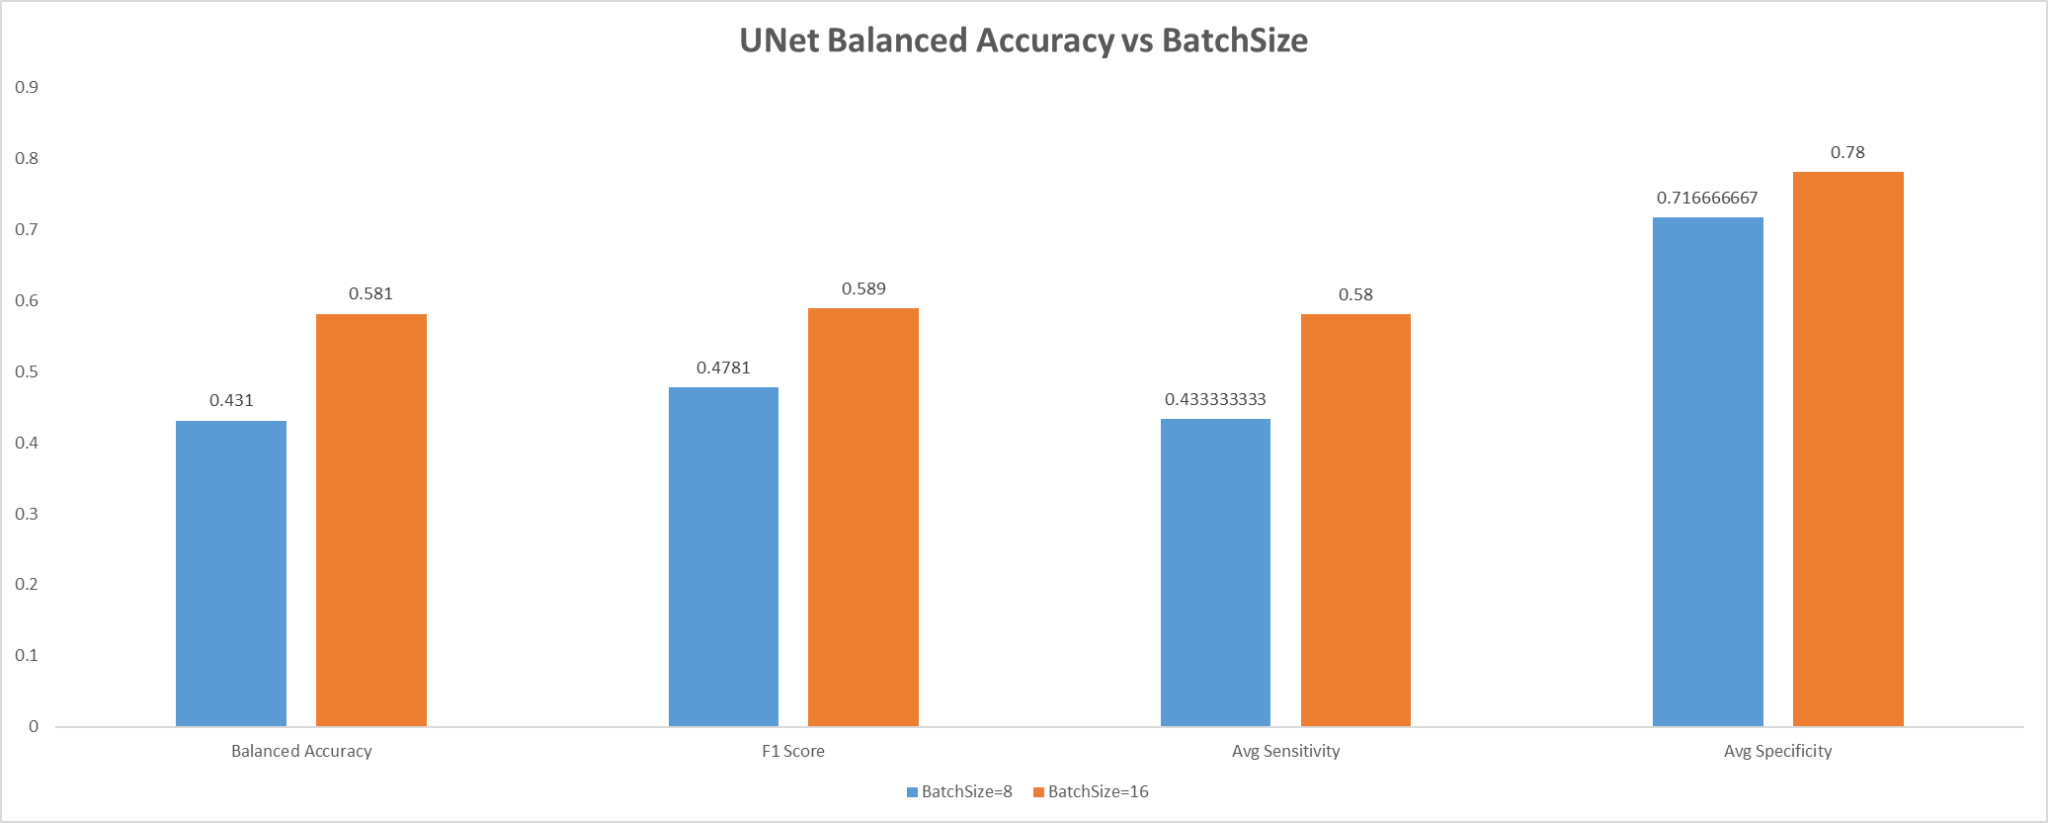 UNet Balanced Accuracy vs BatchSize
0.9
0.8
0.7
0.6
0.5
0.4
0.3
0.2
0.1
0
0.431
0.581
0.4781
0.589
0.433333333
0.58
0.716666667
0.78
Balanced Accuracy
F1 Score
Avg Sensitivity
Avg Specificity
BatchSize=8
BatchSize=16